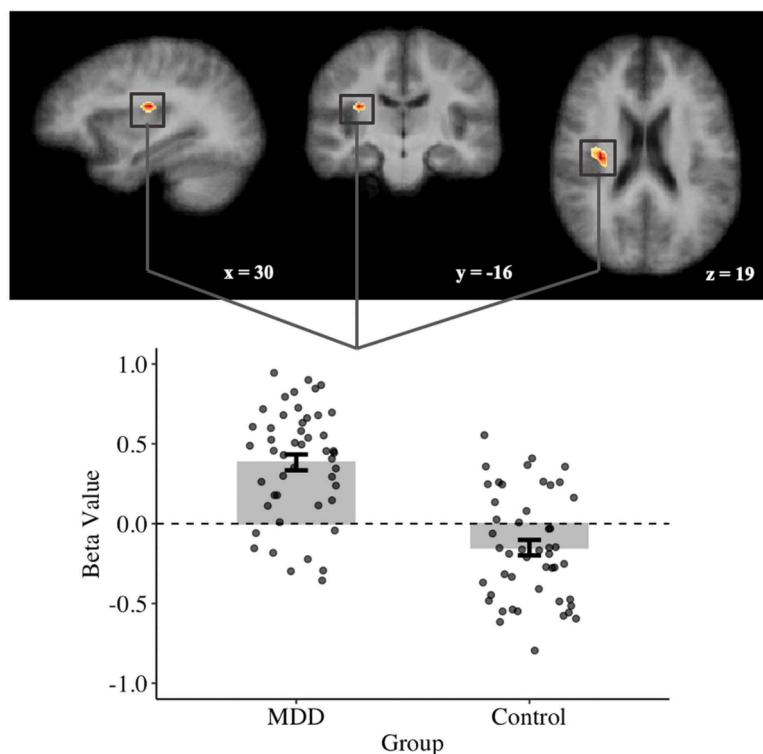 x = 30
y = -16
z = 19
1.0
0.5
0.0
-0.5
-1.0
Beta Value
MDD
Control
Group